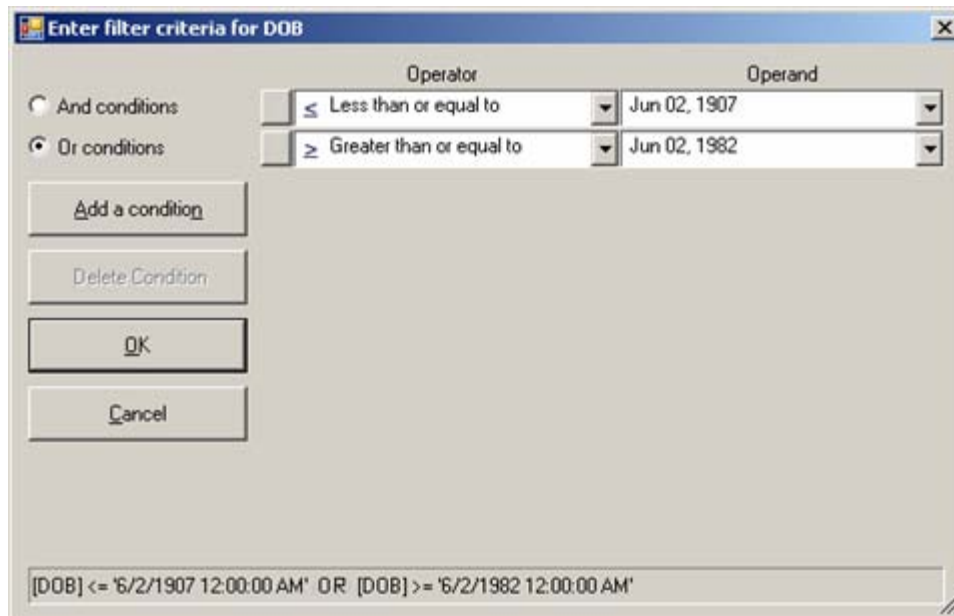 Enter filter criteria for DOB
Operator Operand
And conditions ≤ Less than or equal to Jun 02, 1907
Or conditions ≥ Greater than or equal to Jun 02, 1982
Add a condition
Delete Condition
OK
Cancel
[DOB] <= '6/2/1907 12:00:00 AM' OR [DOB] >= '6/2/1982 12:00:00 AM'